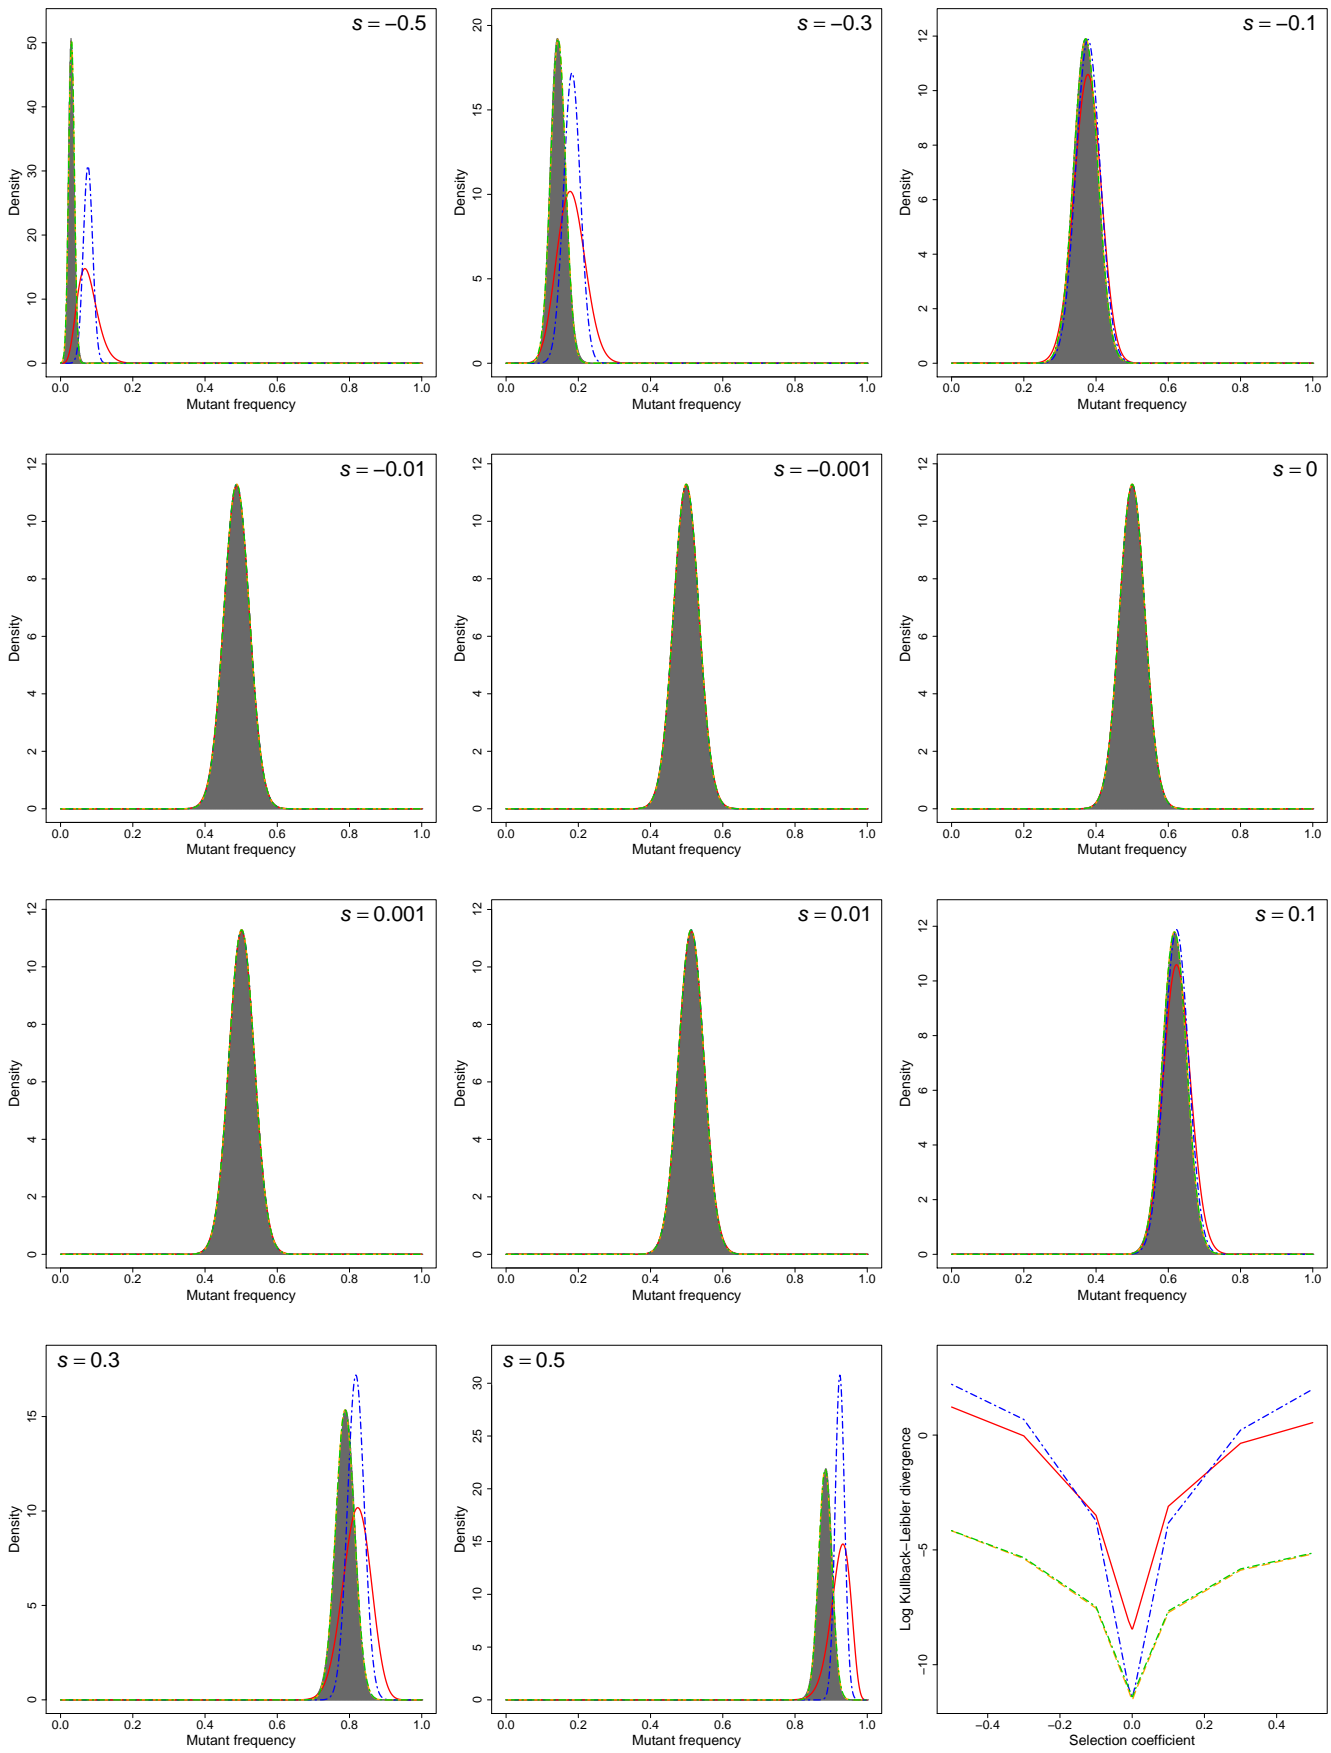 s = −0.5
Density
0 10 20 30 40 50
0.0 0.2 0.4 0.6 0.8 1.0
Mutant frequency
s = −0.3
Density
0 5 10 15 20
0.0 0.2 0.4 0.6 0.8 1.0
Mutant frequency
s = −0.1
Density
0 2 4 6 8 10 12
0.0 0.2 0.4 0.6 0.8 1.0
Mutant frequency
s = −0.01
Density
0 2 4 6 8 10 12
0.0 0.2 0.4 0.6 0.8 1.0
Mutant frequency
s = −0.001
Density
0 2 4 6 8 10 12
0.0 0.2 0.4 0.6 0.8 1.0
Mutant frequency
s = 0
Density
0 2 4 6 8 10 12
0.0 0.2 0.4 0.6 0.8 1.0
Mutant frequency
s = 0.001
Density
0 2 4 6 8 10 12
0.0 0.2 0.4 0.6 0.8 1.0
Mutant frequency
s = 0.01
Density
0 2 4 6 8 10 12
0.0 0.2 0.4 0.6 0.8 1.0
Mutant frequency
s = 0.1
Density
0 2 4 6 8 10 12
0.0 0.2 0.4 0.6 0.8 1.0
Mutant frequency
s = 0.3
Density
0 5 10 15
0.0 0.2 0.4 0.6 0.8 1.0
Mutant frequency
s = 0.5
Density
0 5 10 15 20 25 30
0.0 0.2 0.4 0.6 0.8 1.0
Mutant frequency
Log Kullback−Leibler divergence
−10 −5 0
−0.4 −0.2 0.0 0.2 0.4
Selection coefficient